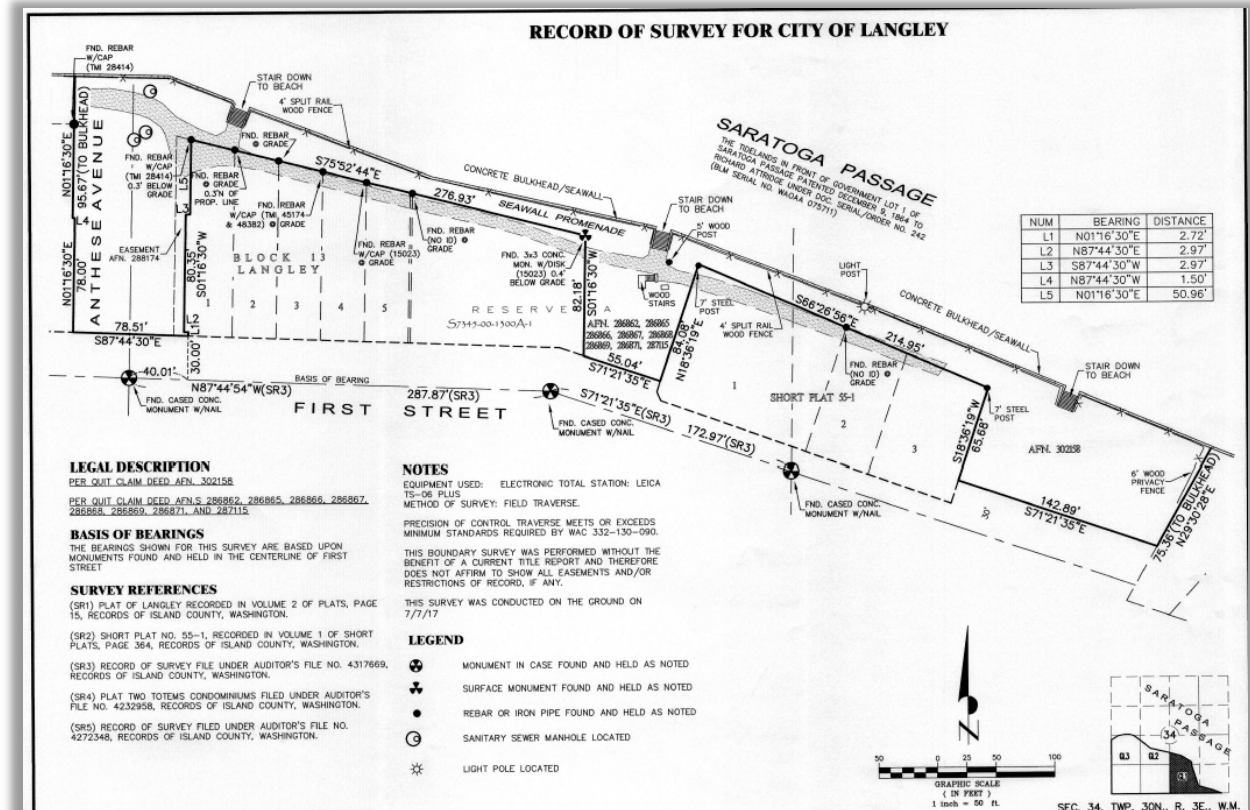 RECORD OF SURVEY FOR CITY OF LANGLEY
FND. REBAR
W/CAP
(TMI 28414)
STAIR DOWN
TO BEACH
4' SPLIT RAIL
WOOD FENCE
N01°16'30"E
95.67'(TO BULKHEAD)
ANTHESE AVENUE
FND. REBAR
W/CAP
(TMI 28414)
0.3' BELOW
GRADE
FND. REBAR
@ GRADE
0.3'N OF
PROP. LINE
FND. REBAR
@ GRADE
S75°52'44"E
276.93'
FND. REBAR
W/CAP (TMI 45174
& 48382) @ GRADE
FND. REBAR
W/CAP (15023)
@ GRADE
FND. REBAR
(NO ID) @
GRADE
CONCRETE BULKHEAD/SEAWALL
SEAWALL PROMENADE
FND. 3x3 CONC.
MON. W/DISK
(15023) 0.4'
BELOW GRADE
STAIR DOWN
TO BEACH
5' WOOD
POST
WOOD
STAIRS
7' STEEL
POST
4' SPLIT RAIL
WOOD FENCE
SARATOGA PASSAGE
THE TIDELANDS IN FRONT OF GOVERNMENT LOT 1 OF
SARATOGA PASSAGE PATENTED DECEMBER 9, 1864 TO
RICHARD ATTRIDGE UNDER DOC. SERIAL/ORDER NO. 242
(BLM SERIAL NO. WAOAA 075711)
LIGHT
POST
CONCRETE BULKHEAD/SEAWALL
S66°26'56"E
214.95'
FND. REBAR
(NO ID) @
GRADE
STAIR DOWN
TO BEACH
7' STEEL
POST
NUM BEARING DISTANCE
L1 N01°16'30"E 2.72'
L2 N87°44'30"E 2.97'
L3 S87°44'30"W 2.97'
L4 N87°44'30"W 1.50'
L5 N01°16'30"E 50.96'
L5
L3
L4
EASEMENT
AFN. 288174
N01°16'30"E
78.00'
80.35'
S01°16'30"W
BLOCK 13
LANGLEY
1 2 3 4 5
RESERVE A
S7345-00-1300A-1
82.18'
S01°16'30"W
AFN. 286862, 286865
286866, 286867, 286868
286869, 286871, 287115
84.08'
N18°36'19"E
1
SHORT PLAT 55-1
2
3
S18°36'19"W
65.68'
AFN. 302158
6' WOOD
PRIVACY
FENCE
75.36'(TO BULKHEAD)
N29°30'28"E
142.89'
S71°21'35"E
30'
78.51'
S87°44'30"E
L2
L1
30.00'
55.04'
S71°21'35"E
40.01'
N87°44'54"W(SR3)
BASIS OF BEARING
287.87'(SR3)
S71°21'35"E(SR3)
172.97'(SR3)
FND. CASED CONC.
MONUMENT W/NAIL
FIRST STREET
FND. CASED CONC.
MONUMENT W/NAIL
FND. CASED CONC.
MONUMENT W/NAIL
LEGAL DESCRIPTION
PER QUIT CLAIM DEED AFN. 302158
PER QUIT CLAIM DEED AFN.S 286862, 286865, 286866, 286867,
286868, 286869, 286871, AND 287115
BASIS OF BEARINGS
THE BEARINGS SHOWN FOR THIS SURVEY ARE BASED UPON
MONUMENTS FOUND AND HELD IN THE CENTERLINE OF FIRST
STREET
SURVEY REFERENCES
(SR1) PLAT OF LANGLEY RECORDED IN VOLUME 2 OF PLATS, PAGE
15, RECORDS OF ISLAND COUNTY, WASHINGTON.
(SR2) SHORT PLAT NO. 55-1, RECORDED IN VOLUME 1 OF SHORT
PLATS, PAGE 364, RECORDS OF ISLAND COUNTY, WASHINGTON.
(SR3) RECORD OF SURVEY FILE UNDER AUDITOR'S FILE NO. 4317669,
RECORDS OF ISLAND COUNTY, WASHINGTON.
(SR4) PLAT TWO TOTEMS CONDOMINIUMS FILED UNDER AUDITOR'S
FILE NO. 4232958, RECORDS OF ISLAND COUNTY, WASHINGTON.
(SR5) RECORD OF SURVEY FILED UNDER AUDITOR'S FILE NO.
4272348, RECORDS OF ISLAND COUNTY, WASHINGTON.
NOTES
EQUIPMENT USED: ELECTRONIC TOTAL STATION: LEICA
TS-06 PLUS
METHOD OF SURVEY: FIELD TRAVERSE.
PRECISION OF CONTROL TRAVERSE MEETS OR EXCEEDS
MINIMUM STANDARDS REQUIRED BY WAC 332-130-090.
THIS BOUNDARY SURVEY WAS PERFORMED WITHOUT THE
BENEFIT OF A CURRENT TITLE REPORT AND THEREFORE
DOES NOT AFFIRM TO SHOW ALL EASEMENTS AND/OR
RESTRICTIONS OF RECORD, IF ANY.
THIS SURVEY WAS CONDUCTED ON THE GROUND ON
7/7/17
LEGEND
MONUMENT IN CASE FOUND AND HELD AS NOTED
SURFACE MONUMENT FOUND AND HELD AS NOTED
REBAR OR IRON PIPE FOUND AND HELD AS NOTED
SANITARY SEWER MANHOLE LOCATED
LIGHT POLE LOCATED
N
50 0 25 50 100
GRAPHIC SCALE
( IN FEET )
1 inch = 50 ft.
SARATOGA
PASSAGE
34
GL3 GL2
GL1
SEC. 34, TWP. 30N., R. 3E., W.M.